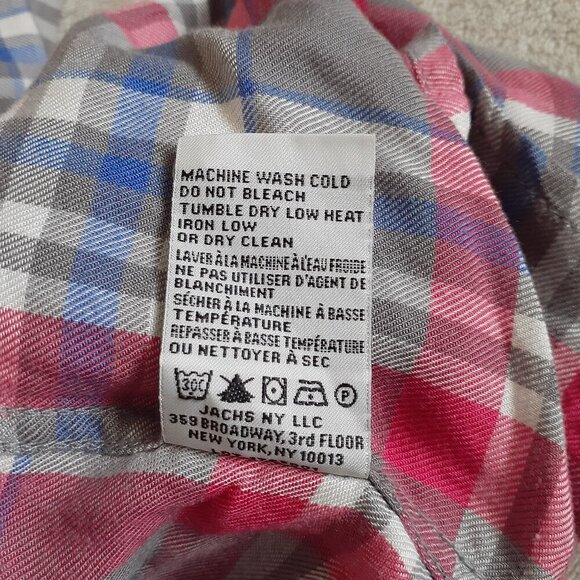 MACHINE WASH COLD
DO NOT BLEACH
TUMBLE DRY LOW HEAT
IRON LOW
OR DRY CLEAN
LAVER À LA MACHINE À L'EAU FROIDE
NE PAS UTILISER D'AGENT DE
BLANCHIMENT
SÉCHER À LA MACHINE À BASSE
TEMPÉRATURE
REPASSER À BASSE TEMPÉRATURE
OU NETTOYER À SEC
30C P
JACHS NY LLC
359 BROADWAY, 3rd FLOOR
NEW YORK, NY 10013